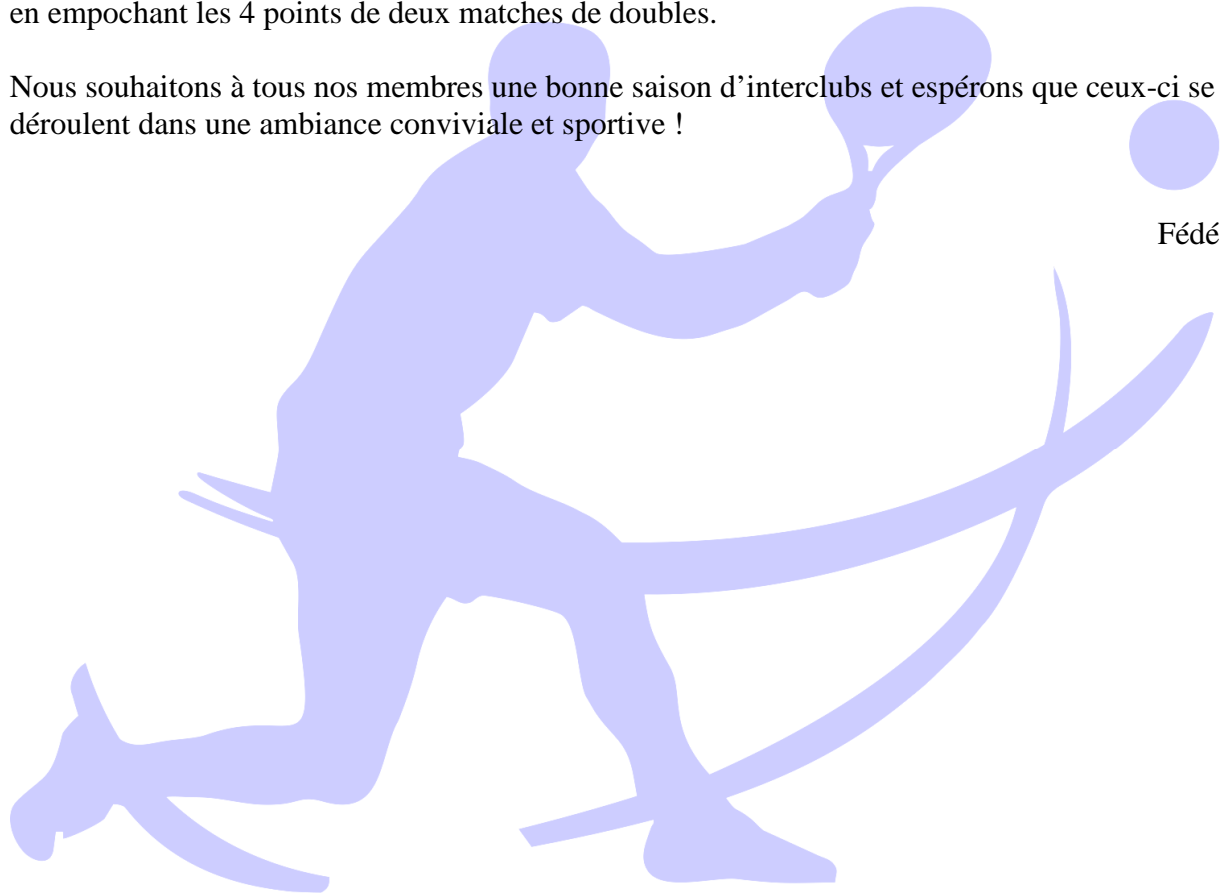 en empochant les 4 points de deux matches de doubles.
Nous souhaitons à tous nos membres une bonne saison d’interclubs et espérons que ceux-ci se
déroulent dans une ambiance conviviale et sportive !
Fédé